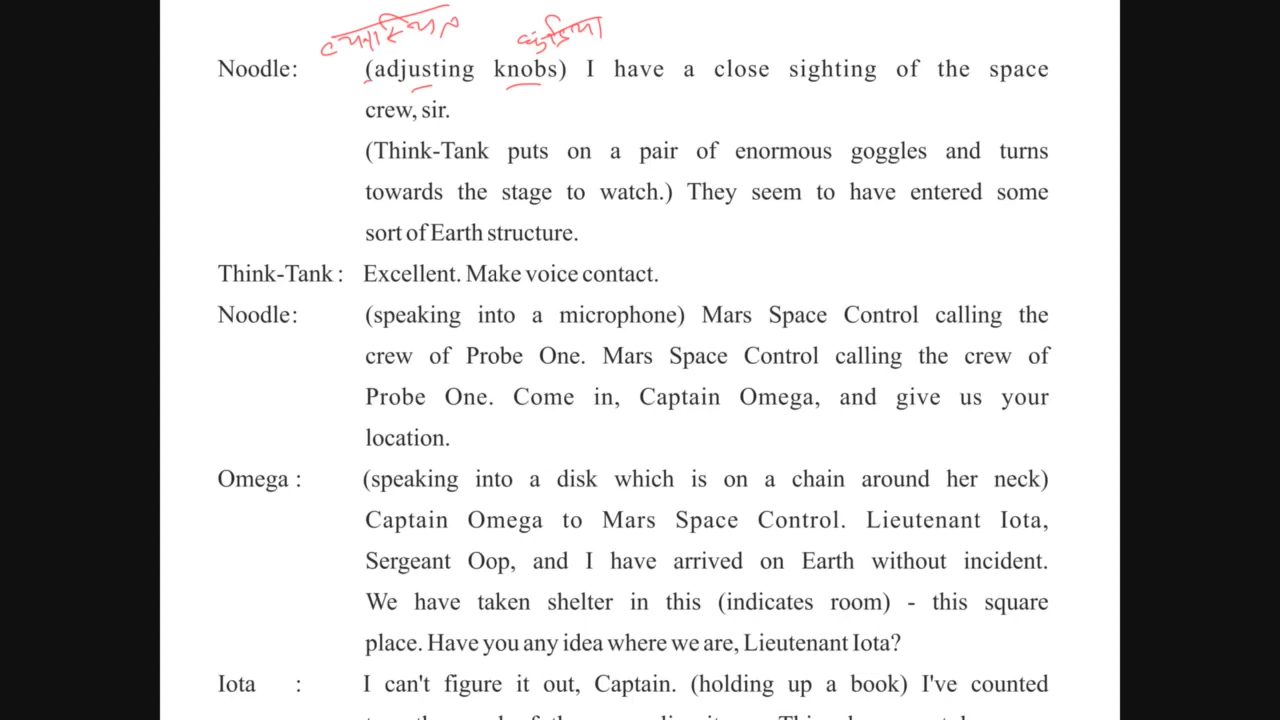 Noodle: (adjusting knobs) I have a close sighting of the space
crew, sir.
(Think-Tank puts on a pair of enormous goggles and turns
towards the stage to watch.) They seem to have entered some
sort of Earth structure.
Think-Tank : Excellent. Make voice contact.
Noodle: (speaking into a microphone) Mars Space Control calling the
crew of Probe One. Mars Space Control calling the crew of
Probe One. Come in, Captain Omega, and give us your
location.
Omega : (speaking into a disk which is on a chain around her neck)
Captain Omega to Mars Space Control. Lieutenant Iota,
Sergeant Oop, and I have arrived on Earth without incident.
We have taken shelter in this (indicates room) - this square
place. Have you any idea where we are, Lieutenant Iota?
Iota : I can't figure it out, Captain. (holding up a book) I've counted